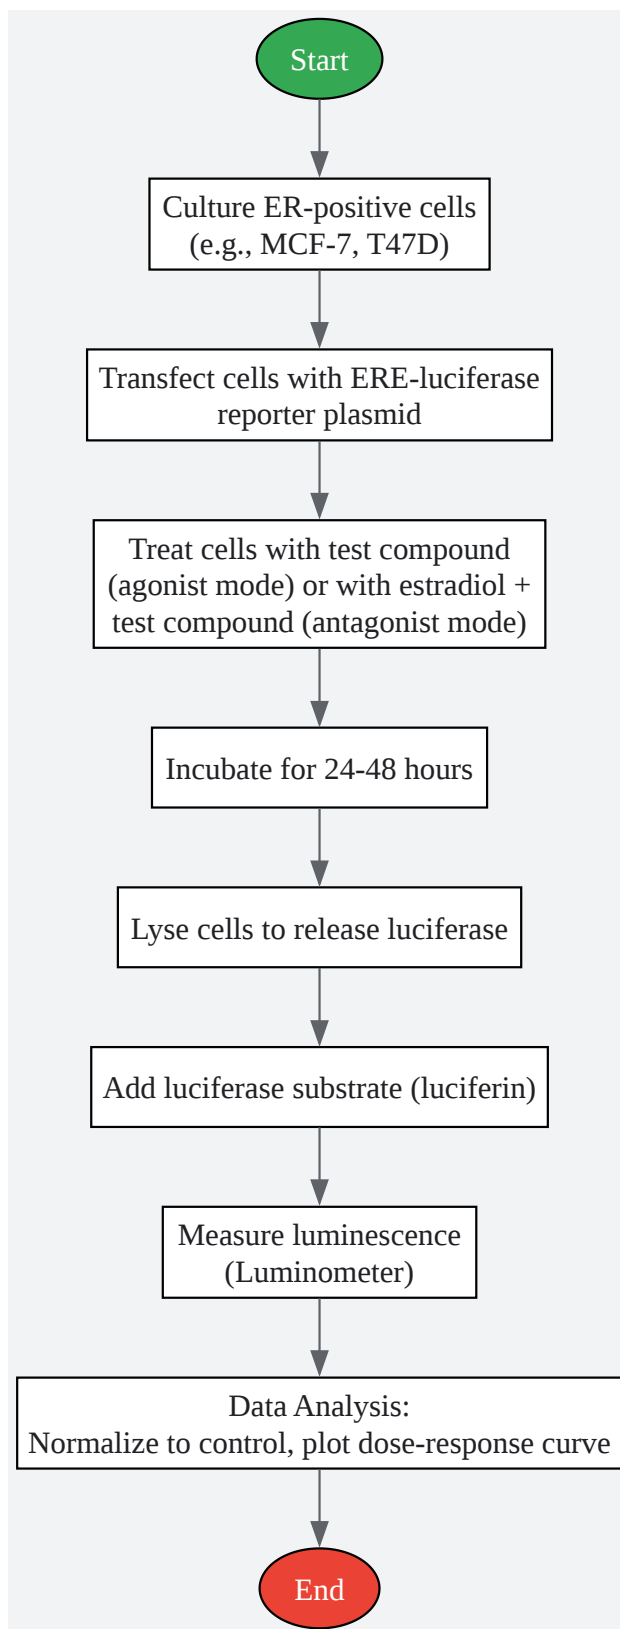 Start
Culture ER-positive cells
(e.g., MCF-7, T47D)
Transfect cells with ERE-luciferase
reporter plasmid
Treat cells with test compound
(agonist mode) or with estradiol +
test compound (antagonist mode)
Incubate for 24-48 hours
Lyse cells to release luciferase
Add luciferase substrate (luciferin)
Measure luminescence
(Luminometer)
Data Analysis:
Normalize to control, plot dose-response curve
End